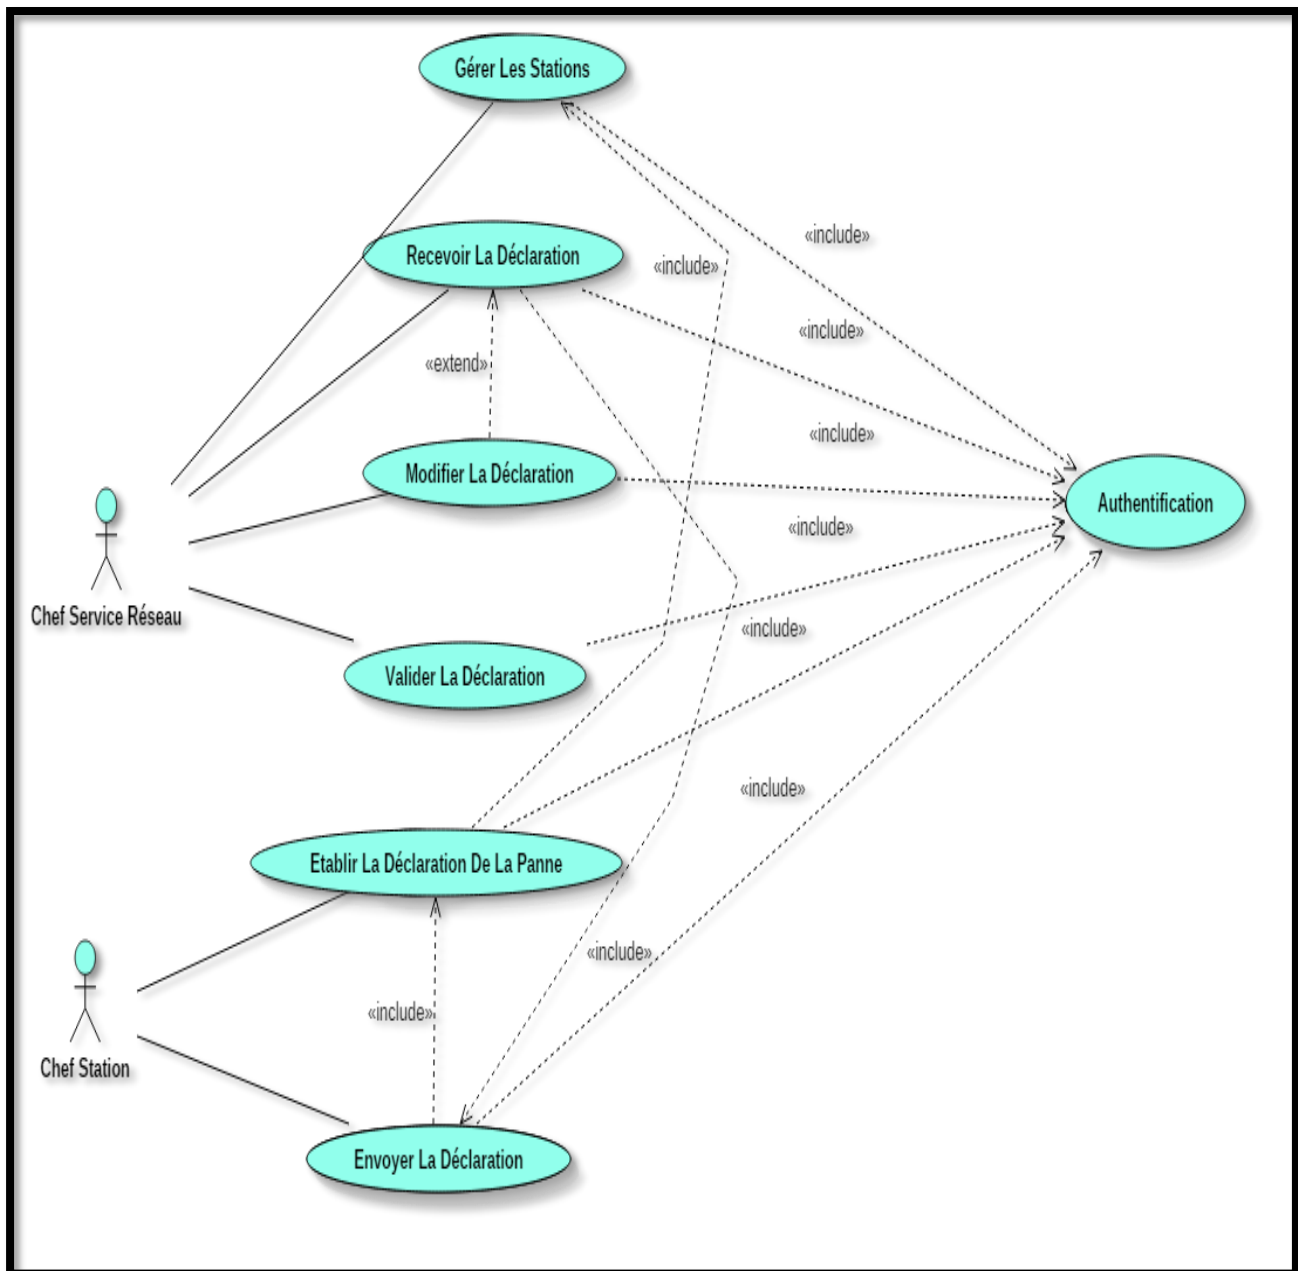 Gérer Les Stations
«include»
Recevoir La Déclaration
«include»
«include»
«extend»
«include»
Modifier La Déclaration
Authentification
«include»
Chef Service Réseau
«include»
Valider La Déclaration
«include»
Etablir La Déclaration De La Panne
«include»
«include»
Chef Station
Envoyer La Déclaration